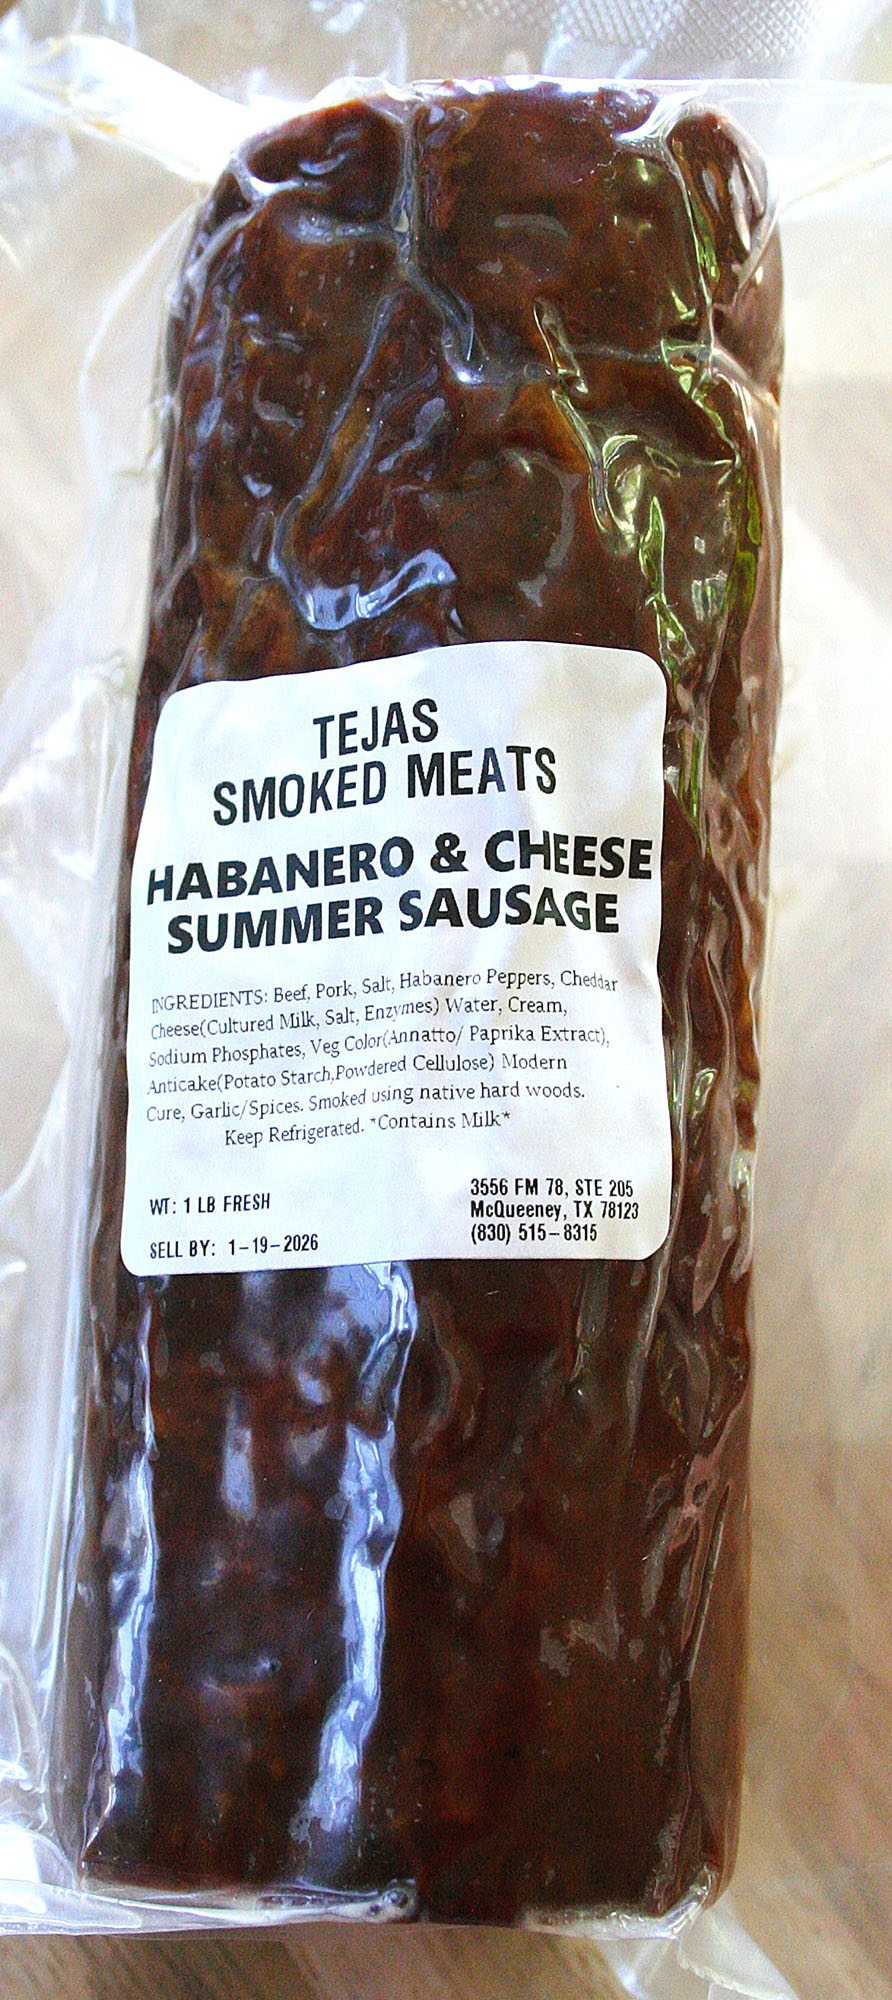 TEJAS
SMOKED MEATS
HABANERO & CHEESE
SUMMER SAUSAGE
INGREDIENTS: Beef, Pork, Salt, Habanero Peppers, Cheddar
Cheese(Cultured Milk, Salt, Enzymes) Water, Cream,
Sodium Phosphates, Veg Color(Annatto/ Paprika Extract),
Anticake(Potato Starch,Powdered Cellulose) Modern
Cure, Garlic/Spices. Smoked using native hard woods.
Keep Refrigerated. *Contains Milk*
WT: 1 LB FRESH
SELL BY: 1-19-2026
3556 FM 78, STE 205
McQueeney, TX 78123
(830) 515-8315